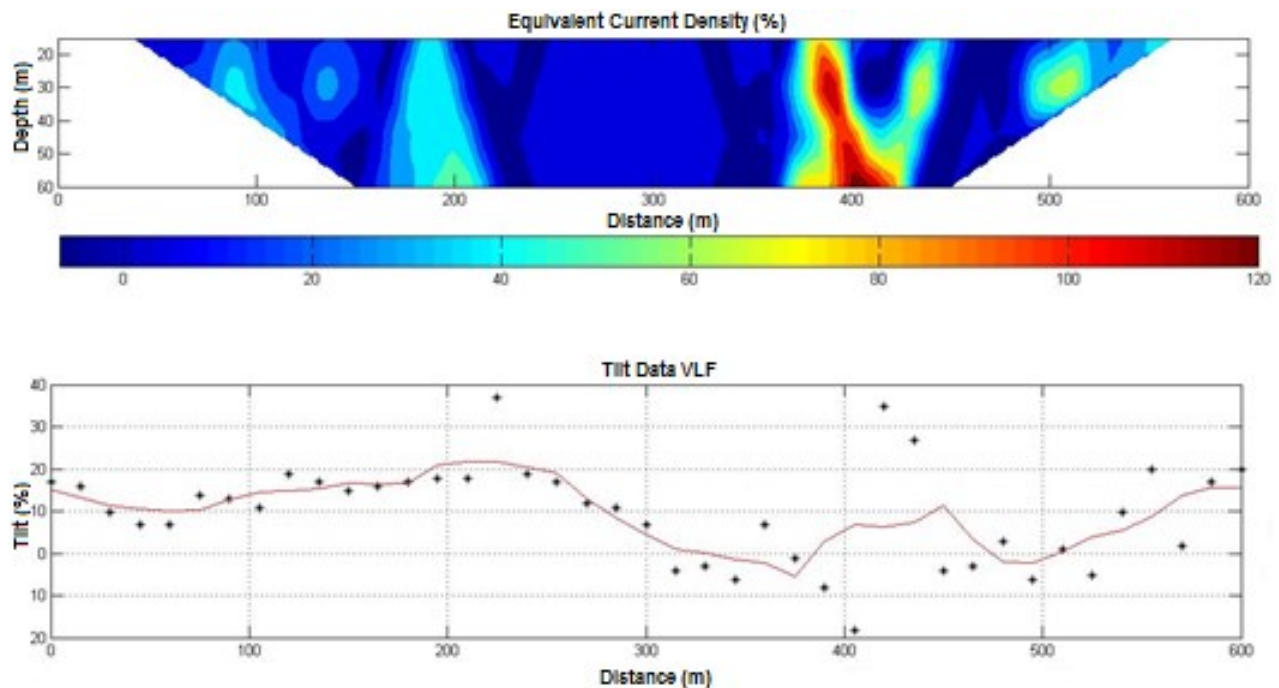 Equivalent Current Density (%)
20
30
40
50
60
Depth (m)
0 100 200 300 400 500 600
Distance (m)
0 20 40 60 80 100 120
Tilt Data VLF
40
30
20
10
0
10
20
Tilt (%)
0 100 200 300 400 500 600
Distance (m)